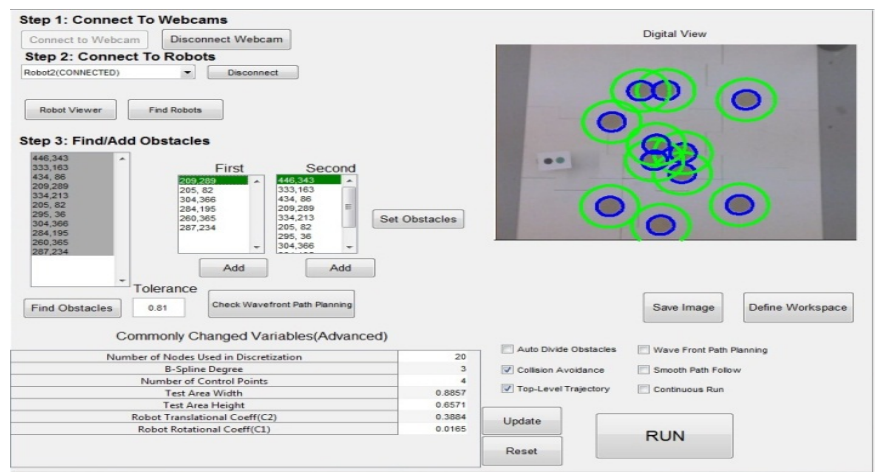 Step 1: Connect To Webcams
Connect to Webcam
Disconnect Webcam
Step 2: Connect To Robots
Robot2(CONNECTED)
Disconnect
Robot Viewer
Find Robots
Step 3: Find/Add Obstacles
446,343
333,163
434, 86
209,289
334,213
205, 82
295, 36
304,366
284,195
260,365
287,234
First
209,289
205, 82
304,366
284,195
260,365
287,234
Add
Second
446,343
333,163
434, 86
209,289
334,213
205, 82
295, 36
304,366
Add
Set Obstacles
Find Obstacles
Tolerance
0.81
Check Wavefront Path Planning
Digital View
Save Image
Define Workspace
Commonly Changed Variables(Advanced)
Number of Nodes Used in Discretization 20
B-Spline Degree 3
Number of Control Points 4
Test Area Width 0.8857
Test Area Height 0.6571
Robot Translational Coeff(C2) 0.3884
Robot Rotational Coeff(C1) 0.0165
Auto Divide Obstacles
Wave Front Path Planning
Collision Avoidance
Smooth Path Follow
Top-Level Trajectory
Continuous Run
Update
Reset
RUN